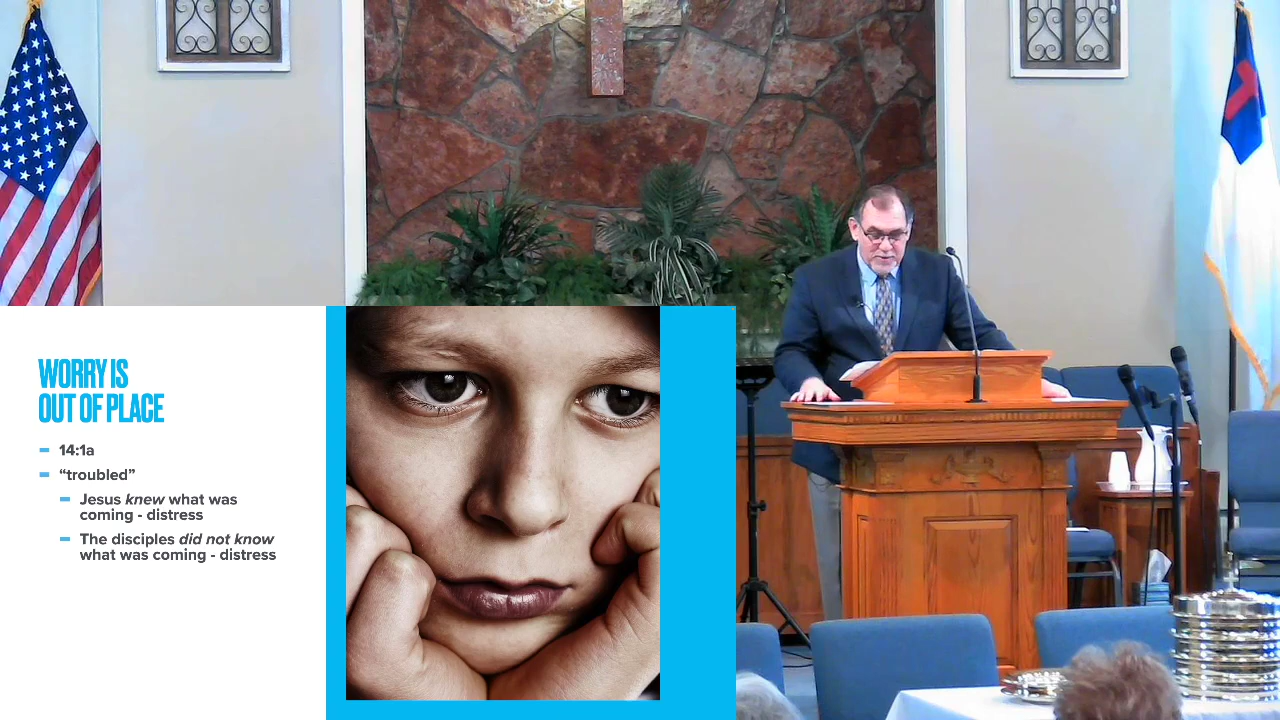 WORRY IS
OUT OF PLACE
14:1a
“troubled”
Jesus knew what was
coming - distress
The disciples did not know
what was coming - distress